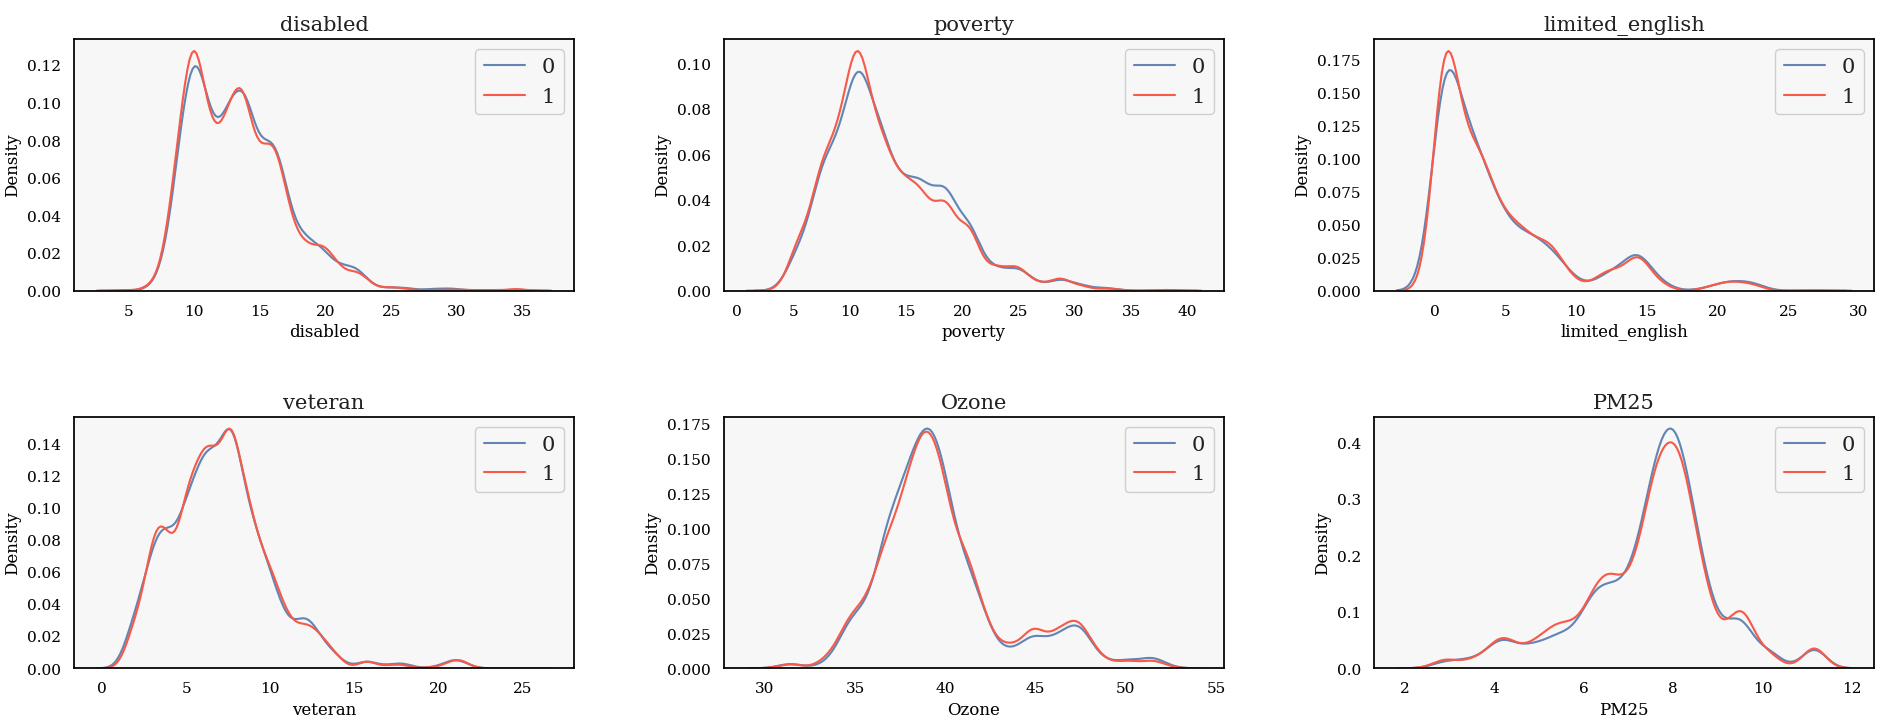 disabled
0
1
Density
0.12
0.10
0.08
0.06
0.04
0.02
0.00
5 10 15 20 25 30 35
disabled
poverty
0
1
Density
0.10
0.08
0.06
0.04
0.02
0.00
0 5 10 15 20 25 30 35 40
poverty
limited_english
0
1
Density
0.175
0.150
0.125
0.100
0.075
0.050
0.025
0.000
0 5 10 15 20 25 30
limited_english
veteran
0
1
Density
0.14
0.12
0.10
0.08
0.06
0.04
0.02
0.00
0 5 10 15 20 25
veteran
Ozone
0
1
Density
0.175
0.150
0.125
0.100
0.075
0.050
0.025
0.000
30 35 40 45 50 55
Ozone
PM25
0
1
Density
0.4
0.3
0.2
0.1
0.0
2 4 6 8 10 12
PM25